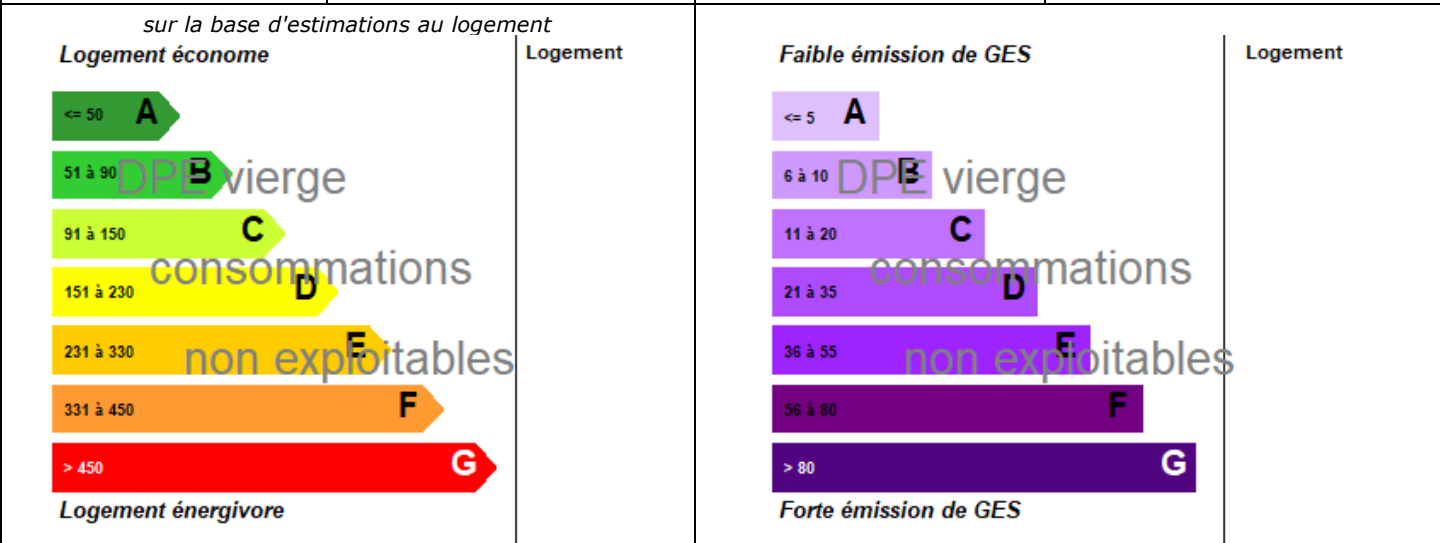 sur la base d'estimations au logement
Logement économe
Logement
<= 50 A
51 à 90 B
DPE vierge
91 à 150 C
consommations
151 à 230 D
231 à 330 E
non exploitables
331 à 450 F
> 450 G
Logement énergivore
Faible émission de GES
Logement
<= 5 A
6 à 10 B
DPE vierge
11 à 20 C
consommations
21 à 35 D
36 à 55 E
non exploitables
56 à 80 F
> 80 G
Forte émission de GES